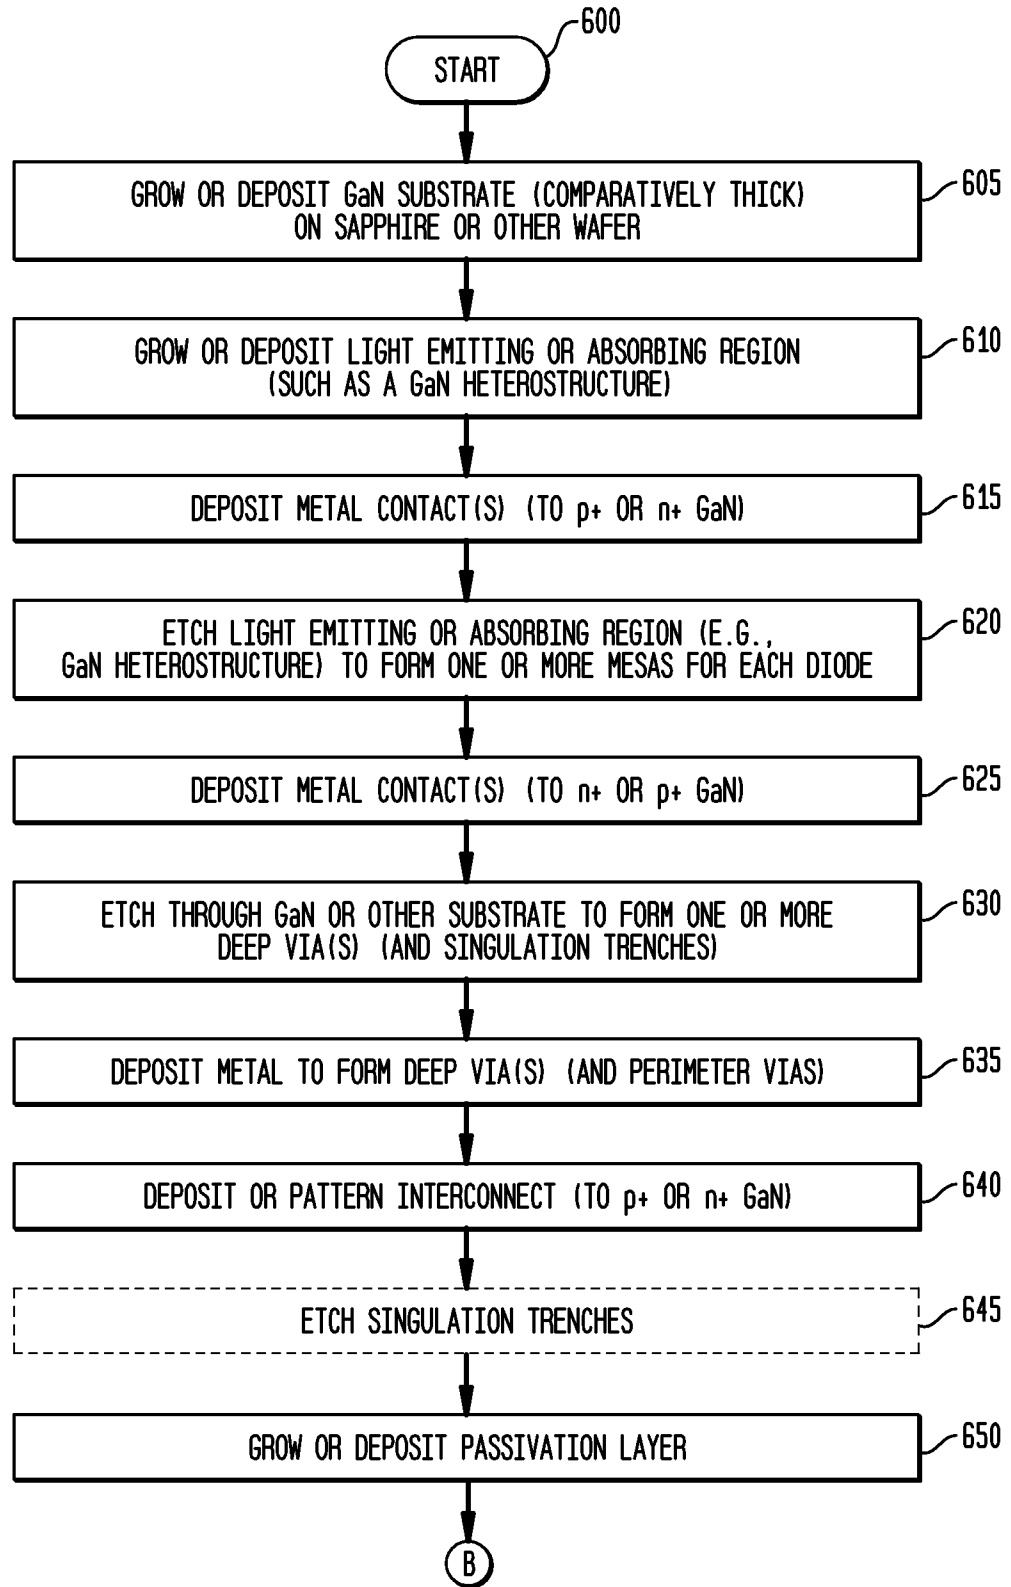 600
START
605
GROW OR DEPOSIT GaN SUBSTRATE (COMPARATIVELY THICK)
ON SAPPHIRE OR OTHER WAFER
610
GROW OR DEPOSIT LIGHT EMITTING OR ABSORBING REGION
(SUCH AS A GaN HETEROSTRUCTURE)
615
DEPOSIT METAL CONTACT(S) (TO p+ OR n+ GaN)
620
ETCH LIGHT EMITTING OR ABSORBING REGION (E.G.,
GaN HETEROSTRUCTURE) TO FORM ONE OR MORE MESAS FOR EACH DIODE
625
DEPOSIT METAL CONTACT(S) (TO n+ OR p+ GaN)
630
ETCH THROUGH GaN OR OTHER SUBSTRATE TO FORM ONE OR MORE
DEEP VIA(S) (AND SINGULATION TRENCHES)
635
DEPOSIT METAL TO FORM DEEP VIA(S) (AND PERIMETER VIAS)
640
DEPOSIT OR PATTERN INTERCONNECT (TO p+ OR n+ GaN)
645
ETCH SINGULATION TRENCHES
650
GROW OR DEPOSIT PASSIVATION LAYER
B